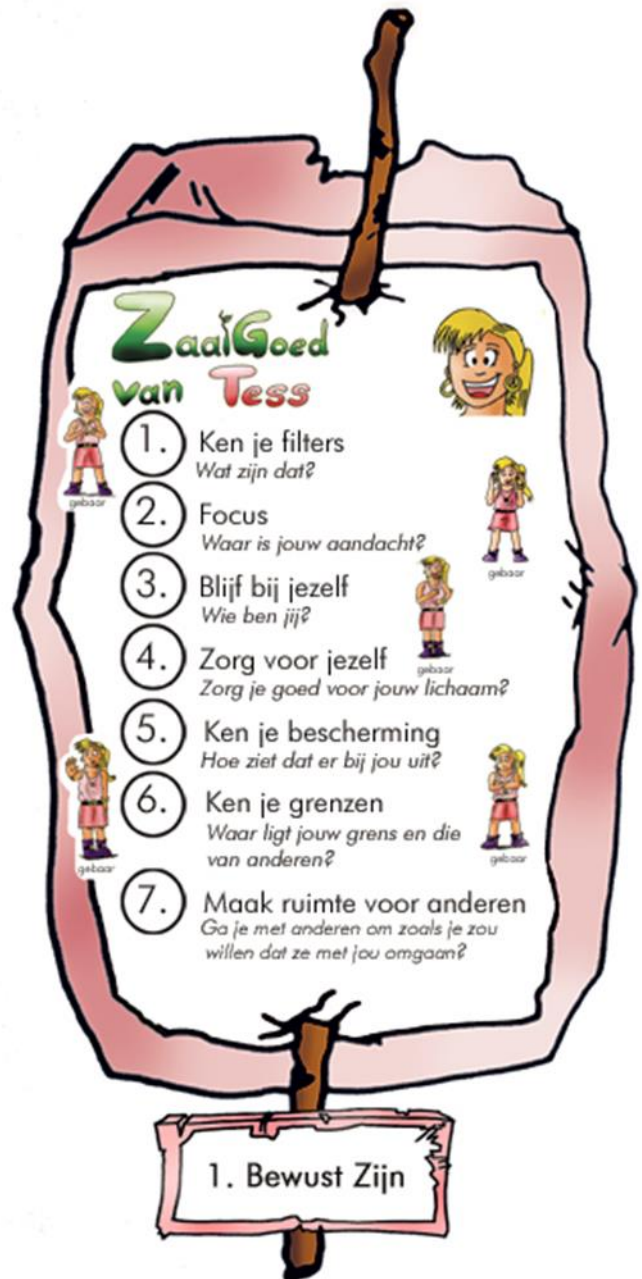 ZaaiGoed
van Tess
1. Ken je filters
Wat zijn dat?
gebaar
2. Focus
Waar is jouw aandacht?
gebaar
3. Blijf bij jezelf
Wie ben jij?
4. Zorg voor jezelf
gebaar
Zorg je goed voor jouw lichaam?
5. Ken je bescherming
Hoe ziet dat er bij jou uit?
6. Ken je grenzen
Waar ligt jouw grens en die
van anderen?
gebaar
gebaar
7. Maak ruimte voor anderen
Ga je met anderen om zoals je zou
willen dat ze met jou omgaan?
1. Bewust Zijn